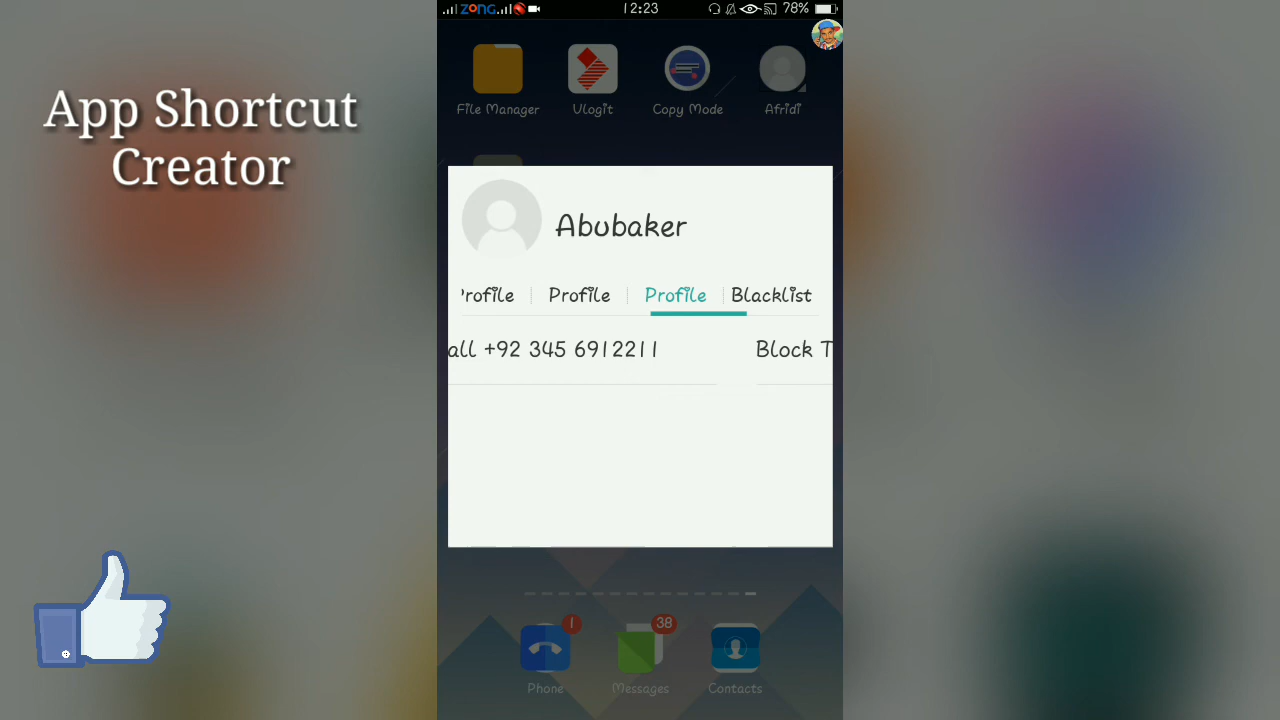 App Shortcut
Creator
ZONG 12:23 78%
File Manager
Ulogit
Copy Mode
Afridi
Abubaker
Profile
Profile
Profile
Blacklist
all +92 345 6912211
Block T
1
38
Phone
Messages
Contacts